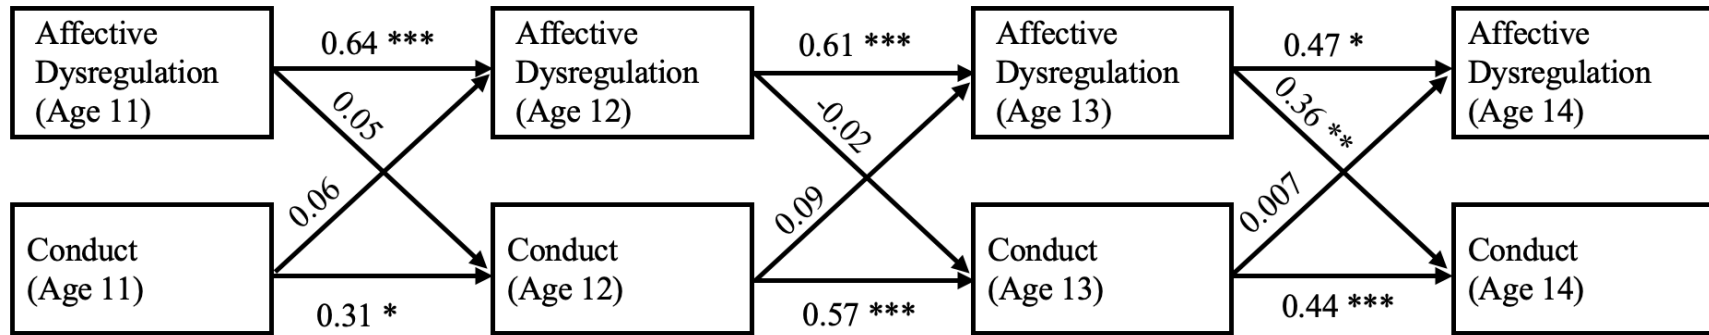 Affective
Dysregulation
(Age 11)
0.64 ***
Affective
Dysregulation
(Age 12)
0.61 ***
Affective
Dysregulation
(Age 13)
0.47 *
Affective
Dysregulation
(Age 14)
0.05
0.06
-0.02
0.09
0.36 **
0.007
Conduct
(Age 11)
0.31 *
Conduct
(Age 12)
0.57 ***
Conduct
(Age 13)
0.44 ***
Conduct
(Age 14)